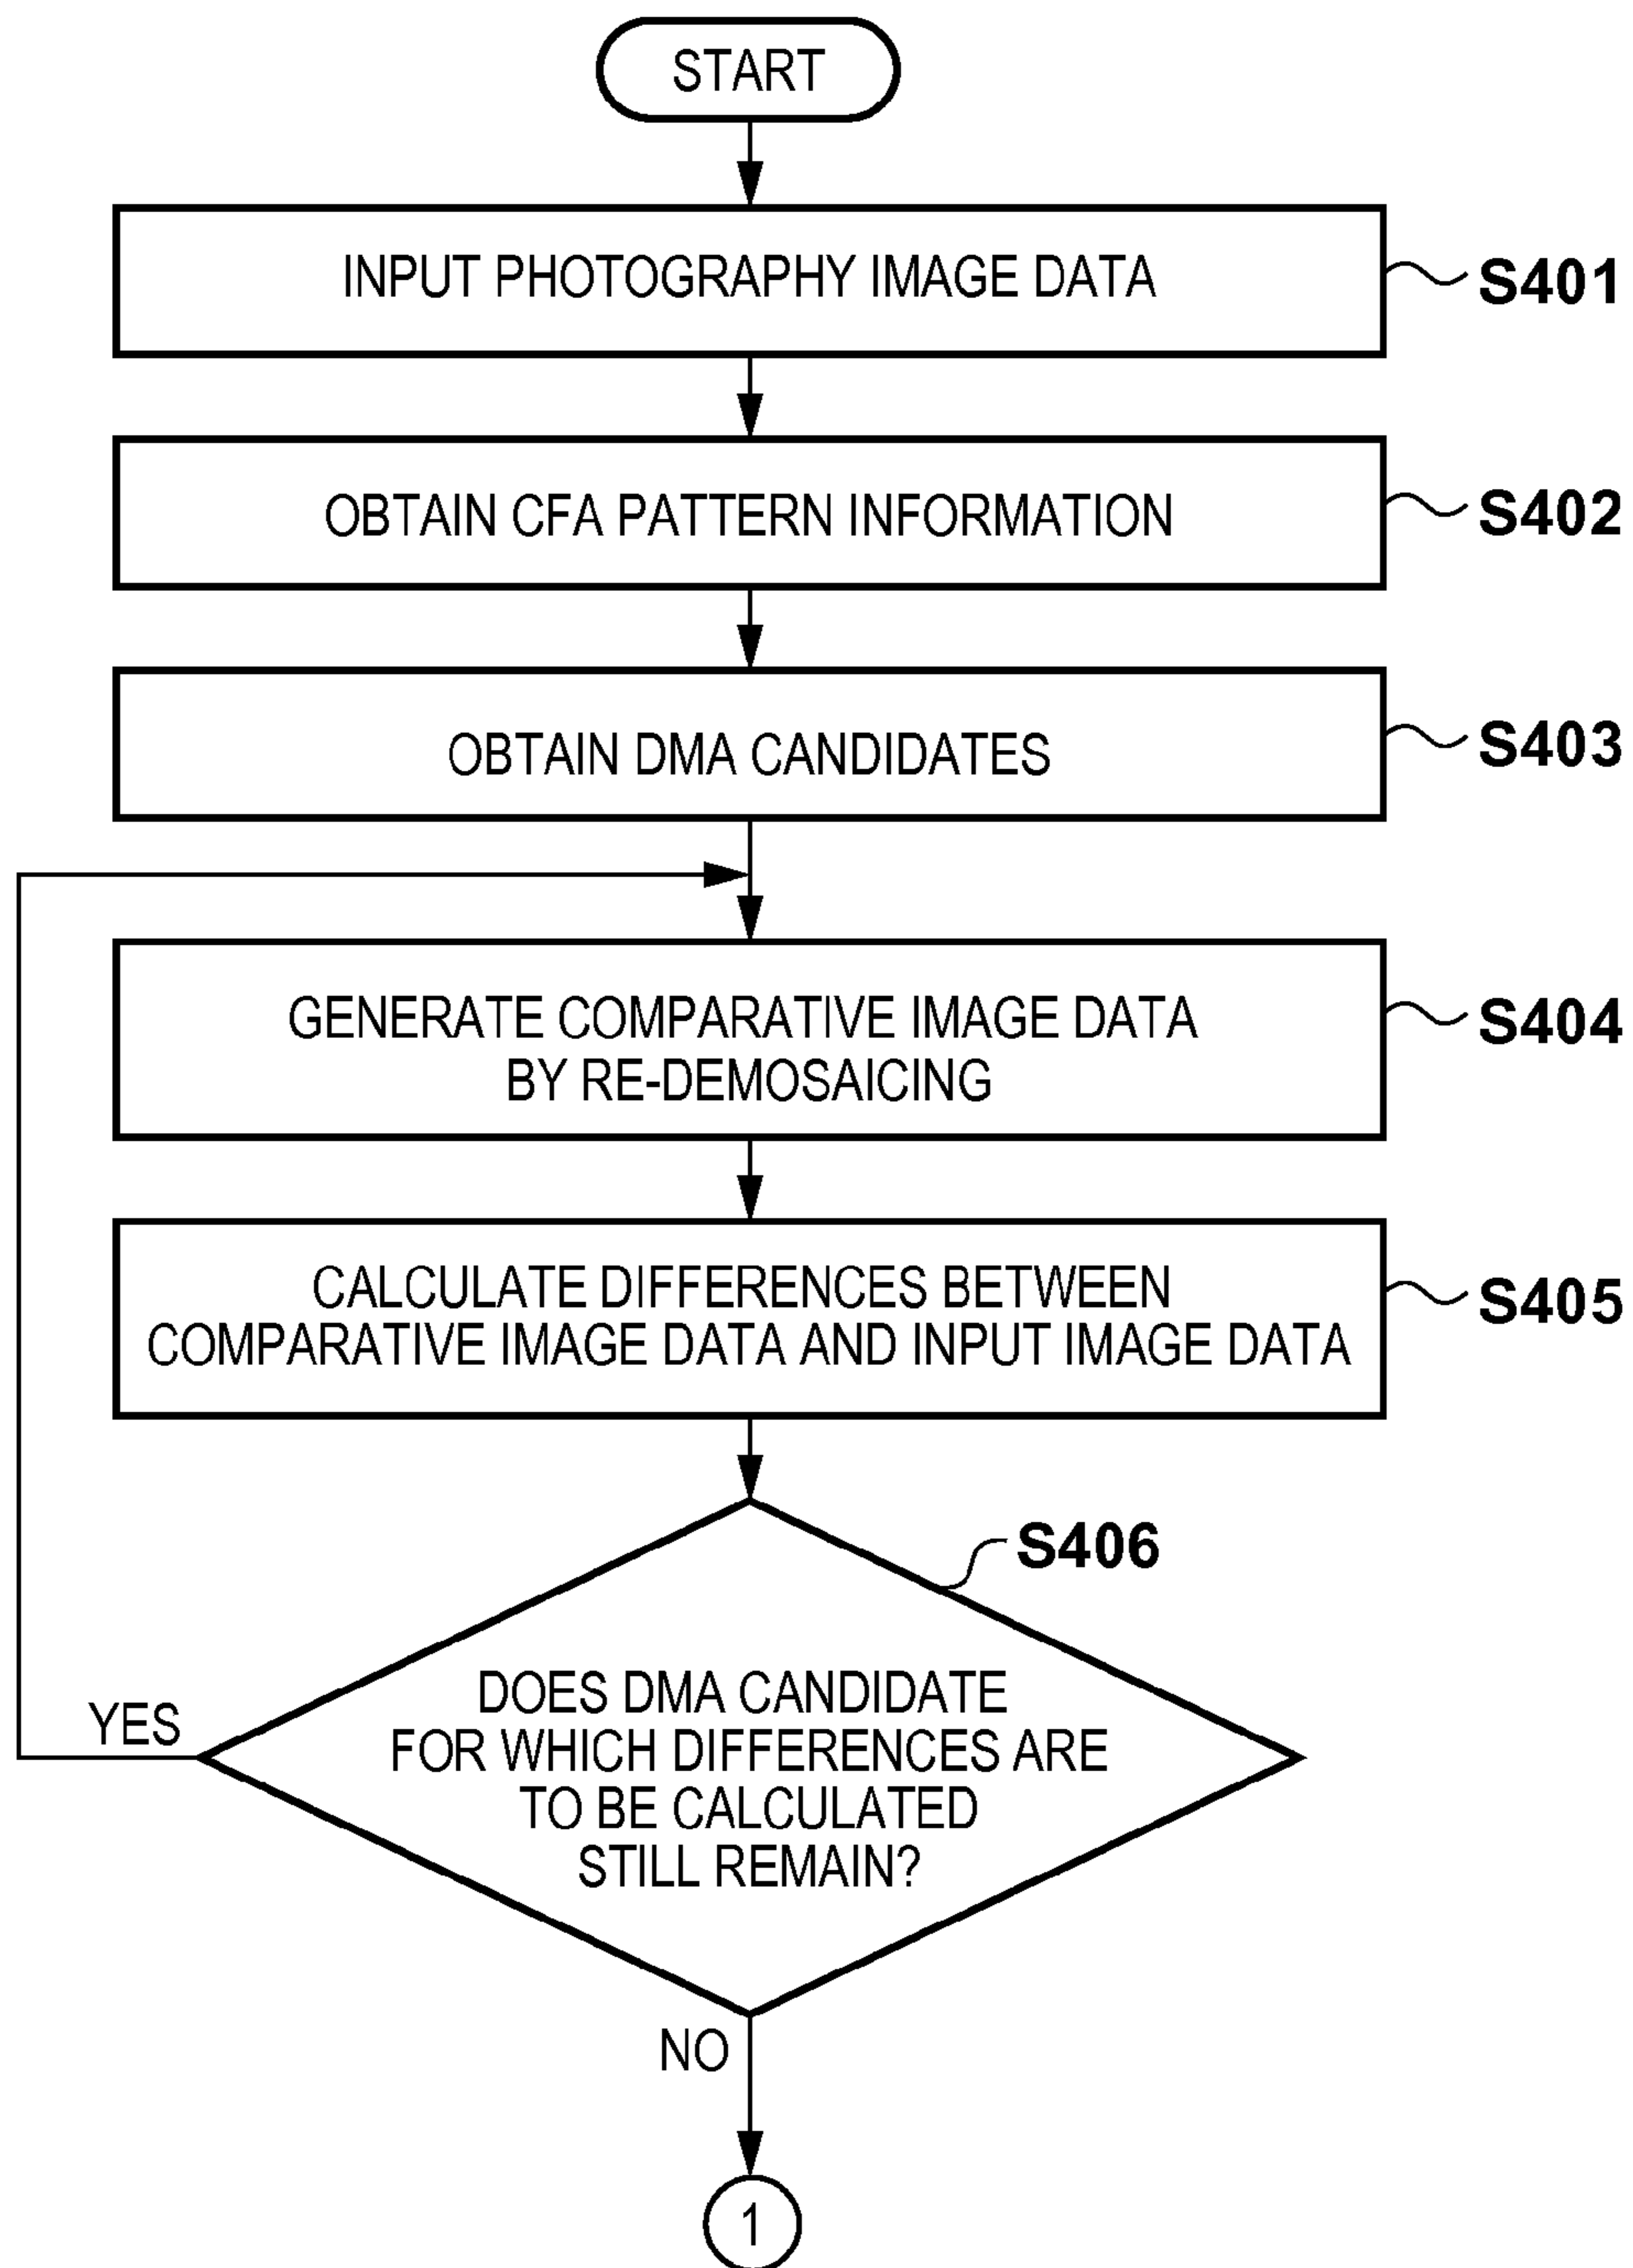 START
INPUT PHOTOGRAPHY IMAGE DATA
S401
OBTAIN CFA PATTERN INFORMATION
S402
OBTAIN DMA CANDIDATES
S403
GENERATE COMPARATIVE IMAGE DATA
BY RE-DEMOSAICING
S404
CALCULATE DIFFERENCES BETWEEN
COMPARATIVE IMAGE DATA AND INPUT IMAGE DATA
S405
S406
DOES DMA CANDIDATE
FOR WHICH DIFFERENCES ARE
TO BE CALCULATED
STILL REMAIN?
YES
NO
1